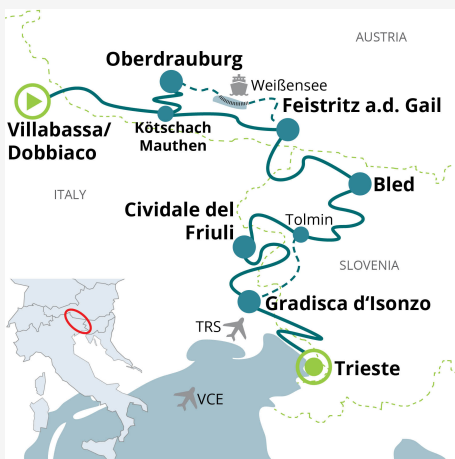 AUSTRIA
Oberdrauburg
Weißensee
Feistritz a.d. Gail
Villabassa/
Dobbiaco
Kötschach
Mauthen
ITALY
Bled
Cividale del
Friuli
Tolmin
SLOVENIA
Gradisca d‘Isonzo
TRS
Trieste
VCE